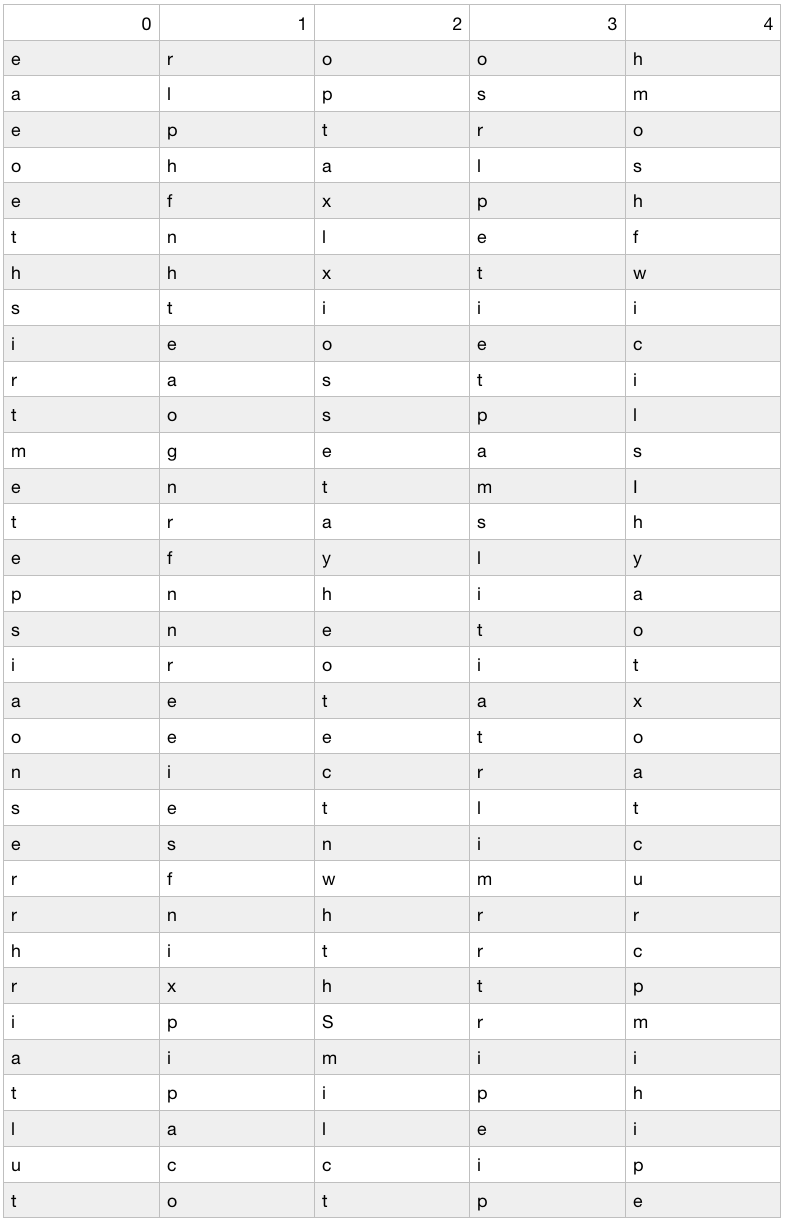 0 1 2 3 4
e r o o h
a l p s m
e p t r o
o h a l s
e f x p h
t n l e f
h h x t w
s t i i i
i e o e c
r a s t i
t o s p l
m g e a s
e n t m l
t r a s h
e f y l y
p n h i a
s n e t o
i r o i t
a e t a x
o e e t o
n i c r a
s e t l t
e s n i c
r f w m u
r n h r r
h i t r c
r x h t p
i p S r m
a i m i i
t p i p h
l a l e i
u c c i p
t o t p e